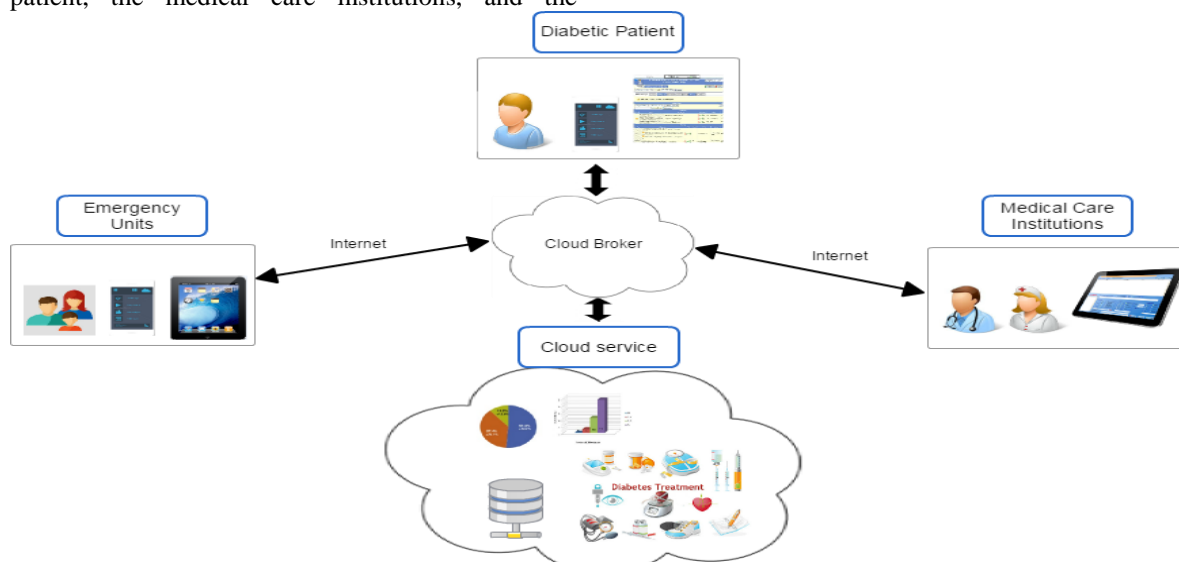 patient, the medical care institutions, and the
Diabetic Patient
Emergency
Units
Medical Care
Institutions
Internet
Cloud Broker
Internet
Cloud service
Diabetes Treatment